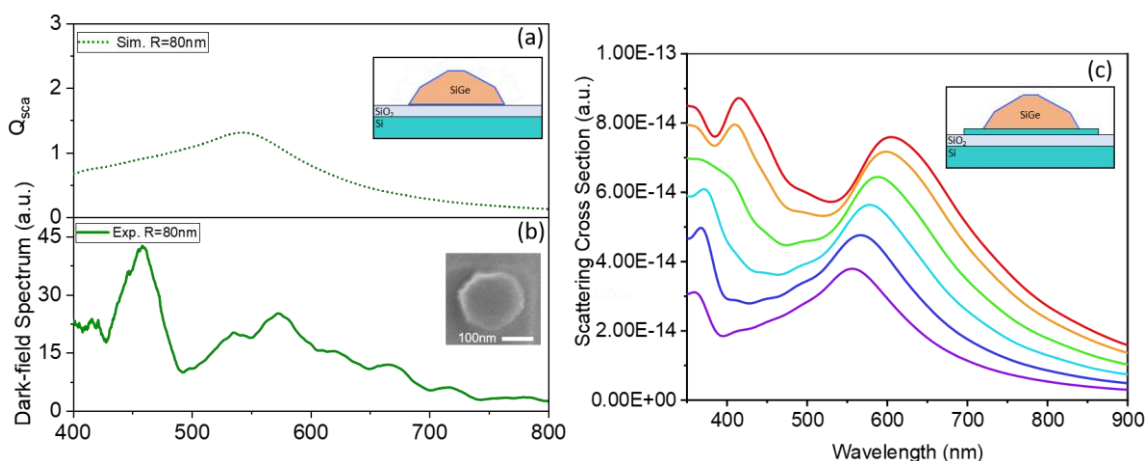 3
2
1
0
Q_sca
Sim. R=80nm
(a)
SiGe
SiO₂
Si
45
30
15
0
Dark-field Spectrum (a.u.)
Exp. R=80nm
(b)
100nm
400 500 600 700 800
(c)
1.00E-13
8.00E-14
6.00E-14
4.00E-14
2.00E-14
0.00E+00
Scattering Cross Section (a.u.)
SiGe
SiO₂
Si
400 500 600 700 800 900
Wavelength (nm)